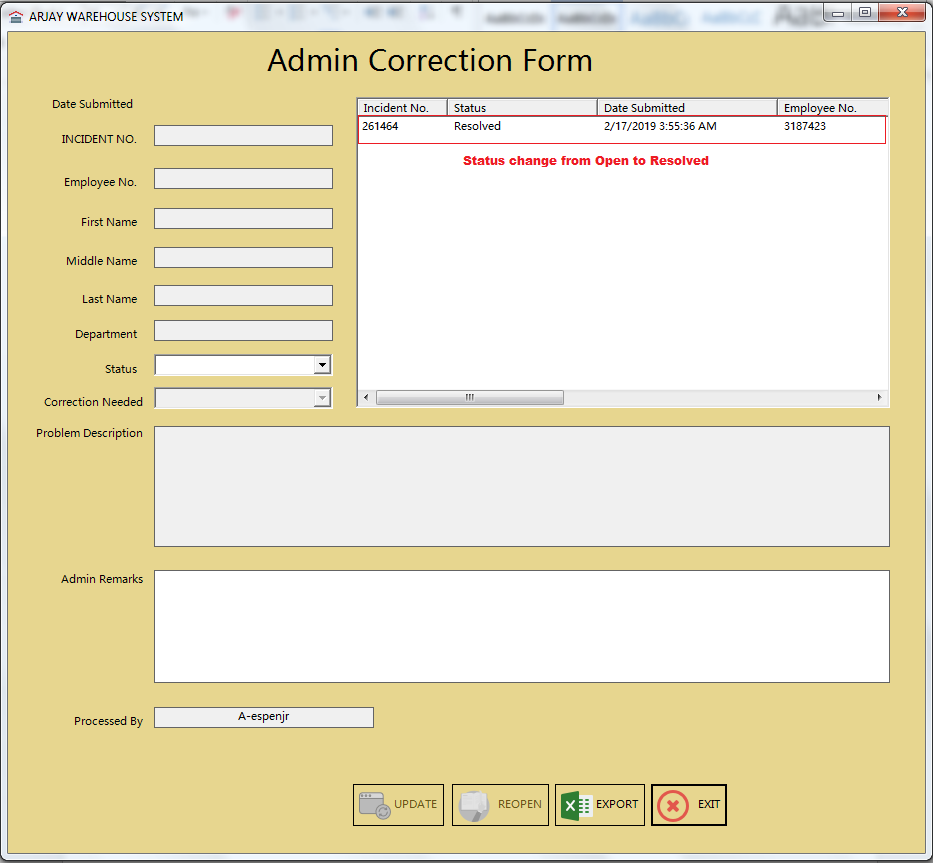 ARJAY WAREHOUSE SYSTEM
Admin Correction Form
Date Submitted
INCIDENT NO.
Employee No.
First Name
Middle Name
Last Name
Department
Status
Correction Needed
Incident No. Status Date Submitted Employee No.
261464 Resolved 2/17/2019 3:55:36 AM 3187423
Status change from Open to Resolved
Problem Description
Admin Remarks
Processed By A-espenjr
UPDATE REOPEN EXPORT EXIT